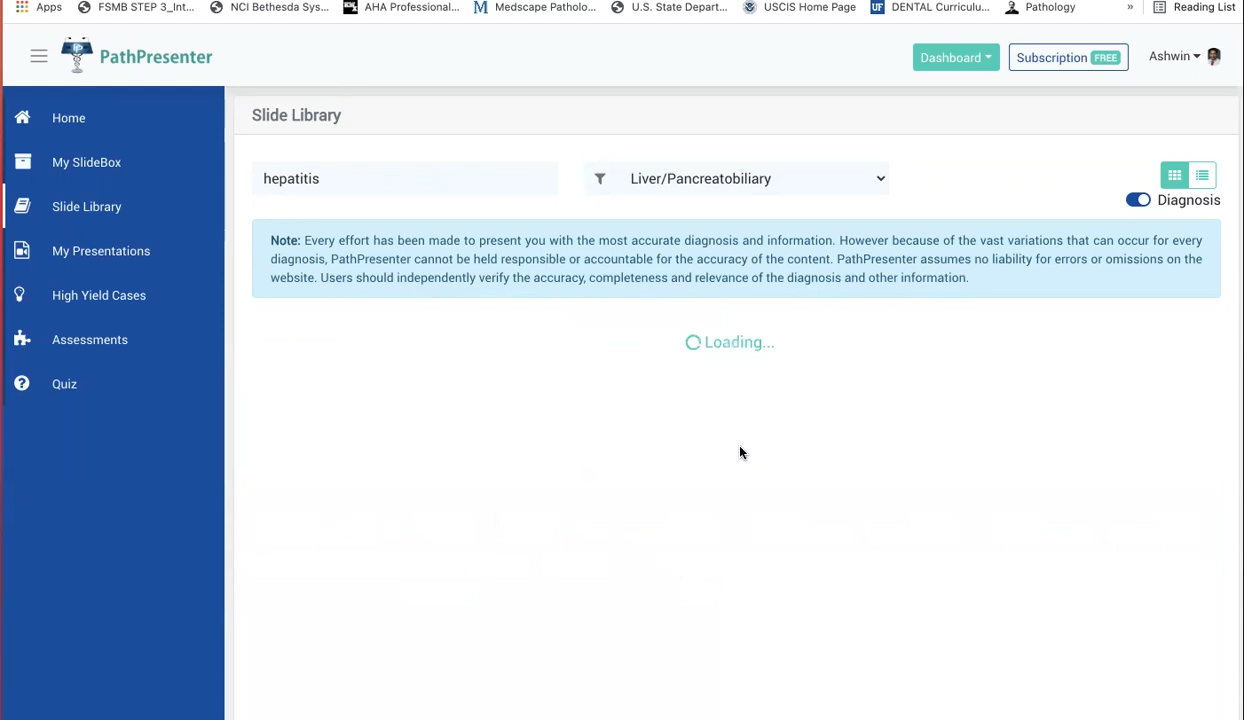 Apps FSMB STEP 3_Int... NCI Bethesda Sys... AHA Professional... Medscape Patholo... U.S. State Depart... USCIS Home Page UF DENTAL Curriculu... Pathology » Reading List
PathPresenter Dashboard Subscription FREE Ashwin
Home
My SlideBox
Slide Library
My Presentations
High Yield Cases
Assessments
Quiz
Slide Library
hepatitis Liver/Pancreatobiliary
Diagnosis
Note: Every effort has been made to present you with the most accurate diagnosis and information. However because of the vast variations that can occur for every
diagnosis, PathPresenter cannot be held responsible or accountable for the accuracy of the content. PathPresenter assumes no liability for errors or omissions on the
website. Users should independently verify the accuracy, completeness and relevance of the diagnosis and other information.
Loading...